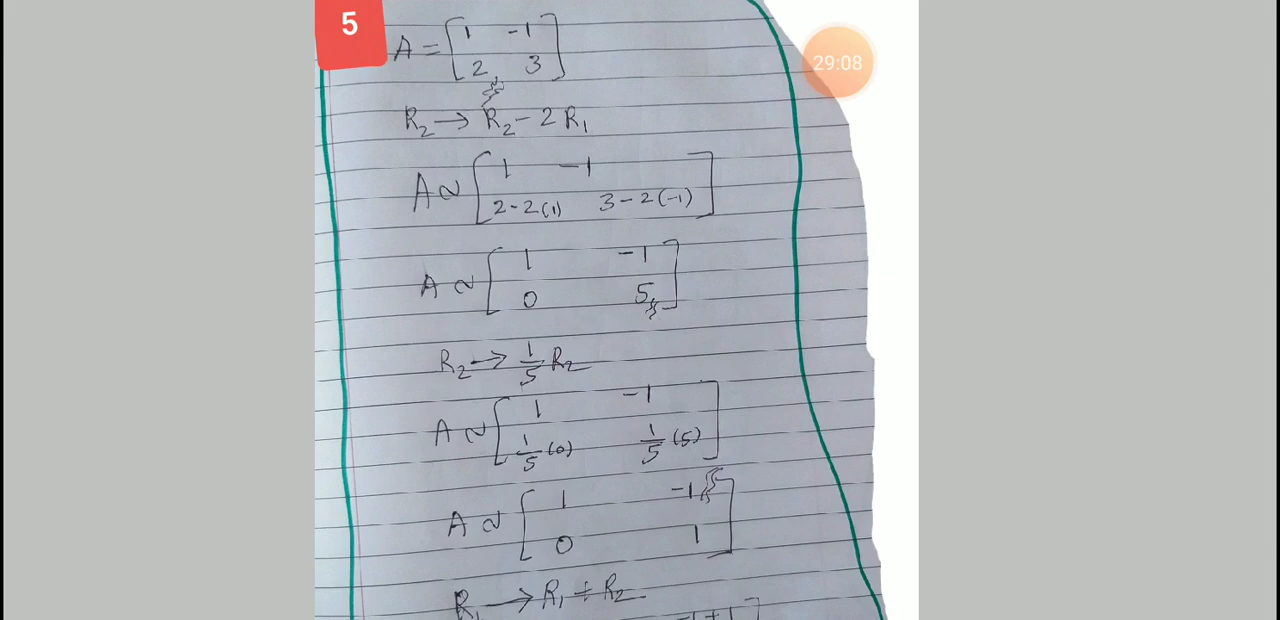 5
29:08
A = [1 -1
2 3]
R₂ → R₂ - 2R₁
A ~ [1 -1
2-2(1) 3-2(-1)]
A ~ [1 -1
0 5]
R₂ → 1/5 R₂
A ~ [1 -1
1/5(0) 1/5(5)]
A ~ [1 -1
0 1]
R₁ → R₁ + R₂
-1+1]